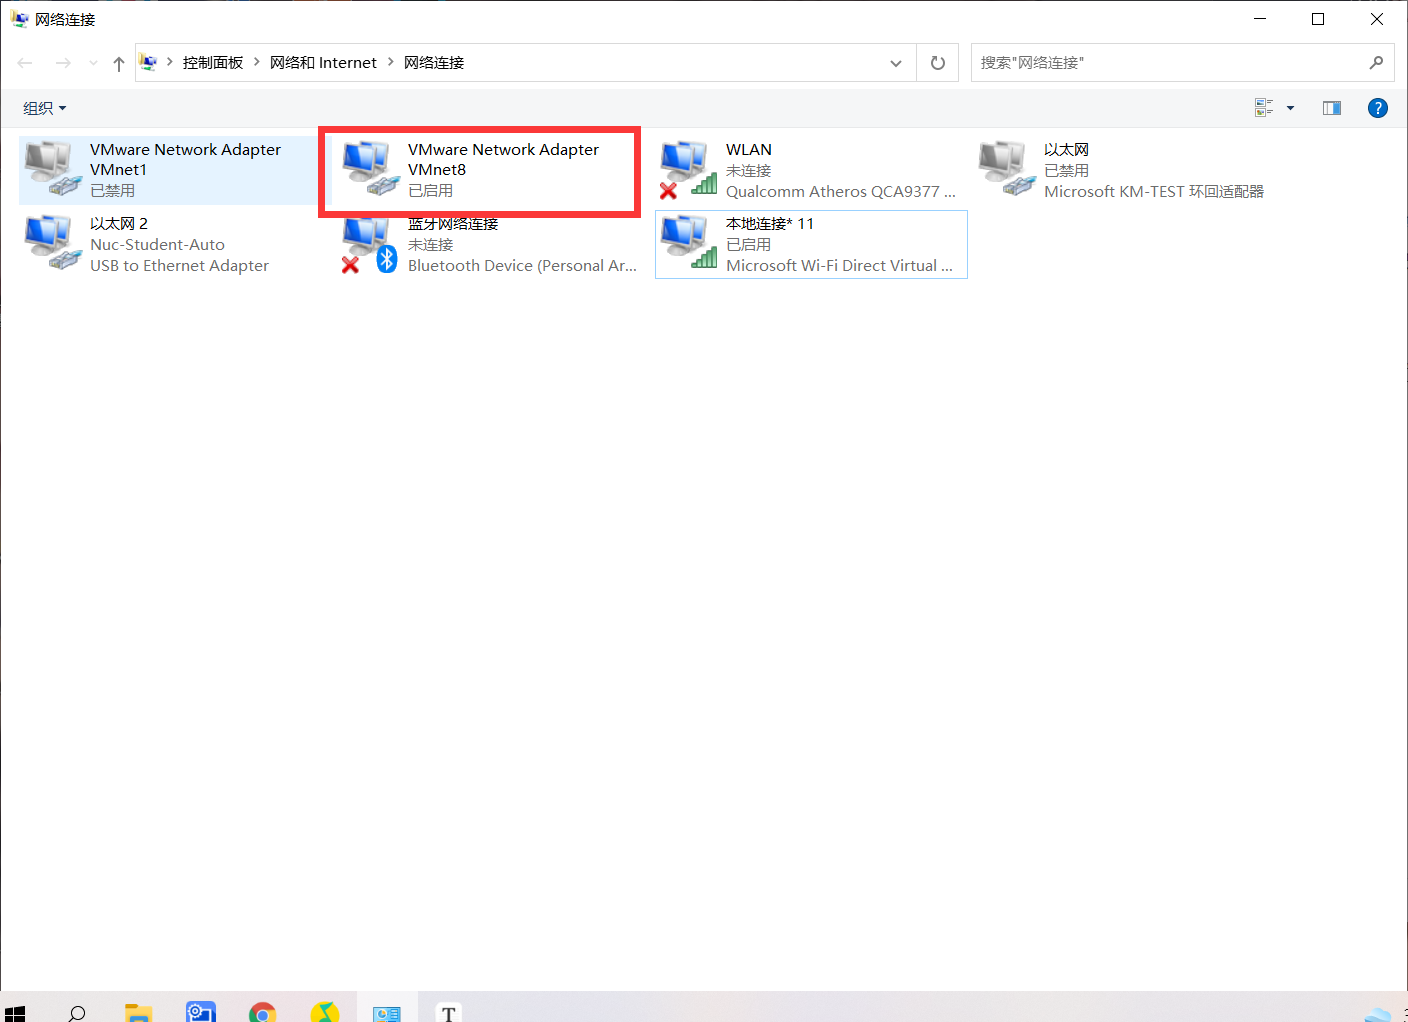 网络连接
控制面板 网络和 Internet 网络连接
搜索"网络连接"
组织
VMware Network Adapter
VMnet1
已禁用
VMware Network Adapter
VMnet8
已启用
WLAN
未连接
Qualcomm Atheros QCA9377 ...
以太网
已禁用
Microsoft KM-TEST 环回适配器
以太网 2
Nuc-Student-Auto
USB to Ethernet Adapter
蓝牙网络连接
未连接
Bluetooth Device (Personal Ar...
本地连接* 11
已启用
Microsoft Wi-Fi Direct Virtual ...
T